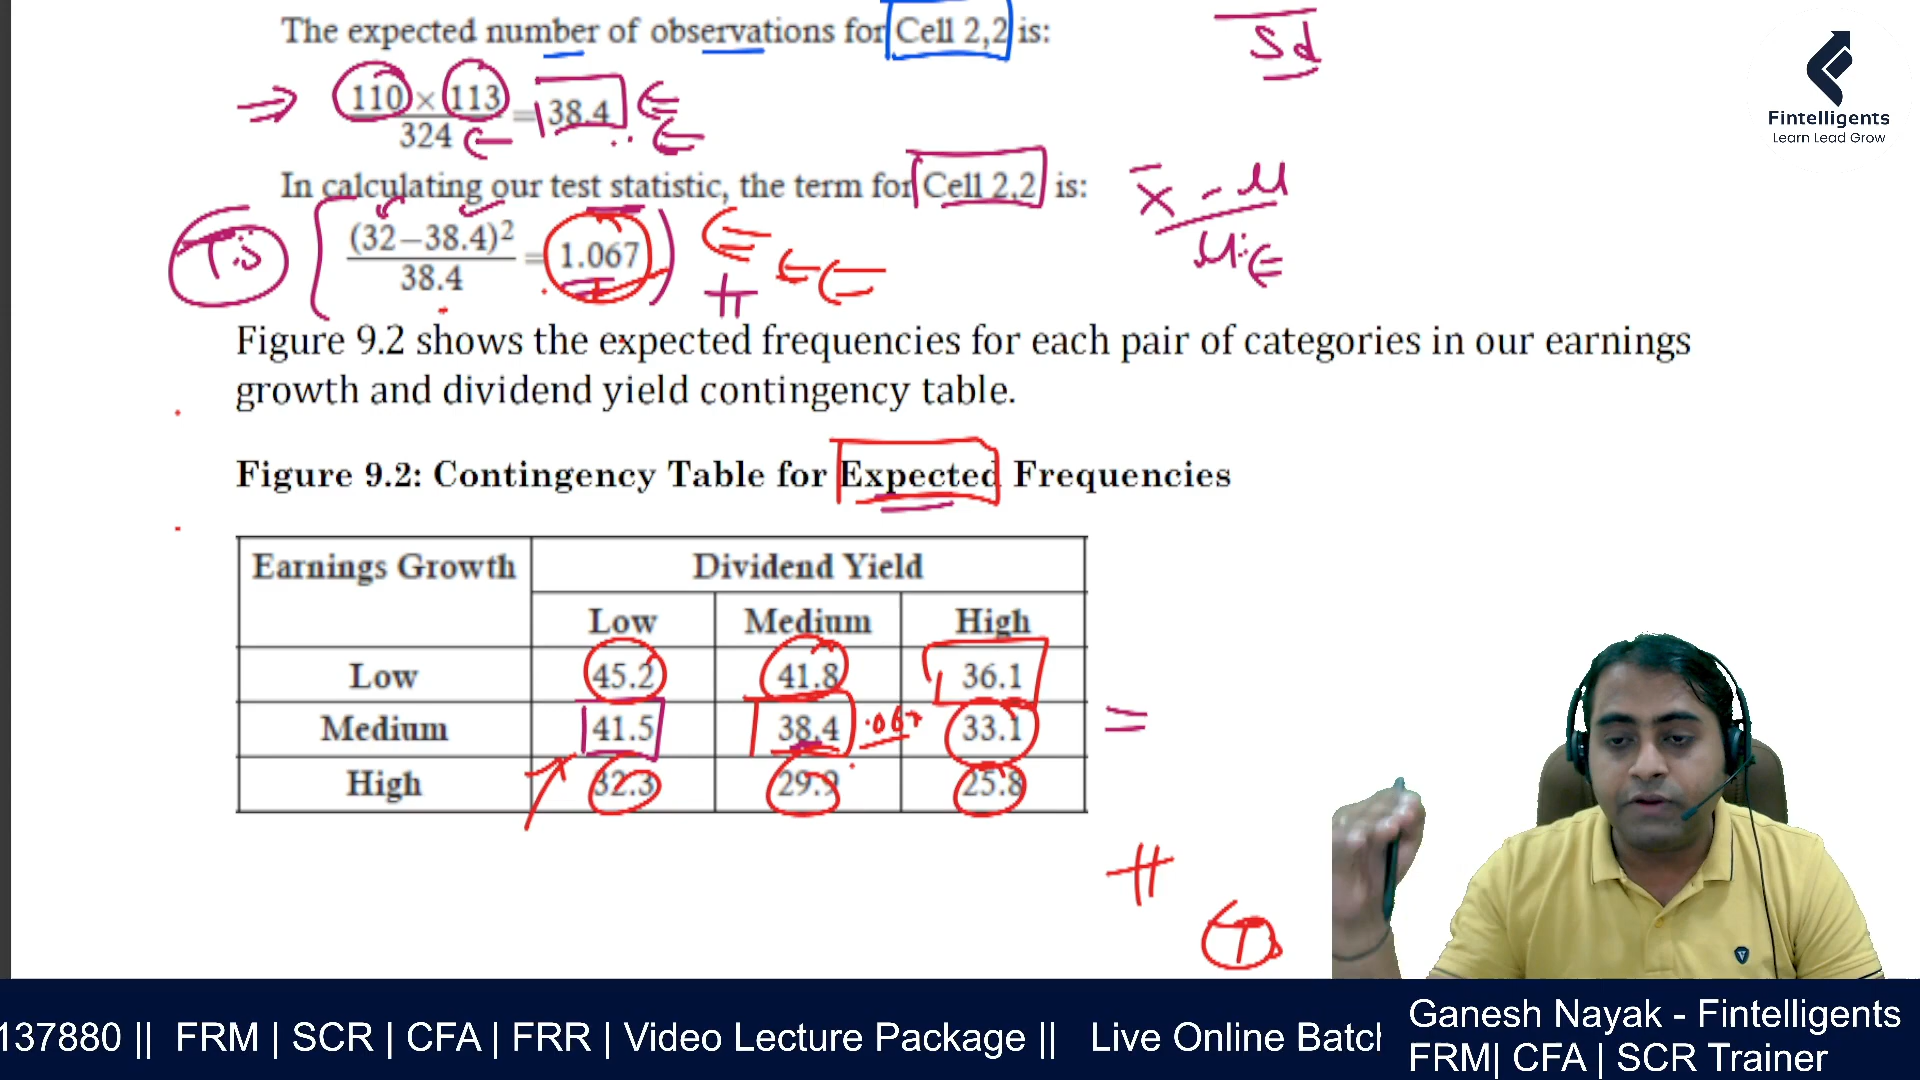 The expected number of observations for Cell 2,2 is:
Sd
110 × 113
324
= 38.4
Fintelligents
Learn Lead Grow
In calculating our test statistic, the term for Cell 2,2 is:
x̄ - μ
T.S
(32–38.4)²
38.4
= 1.067
Figure 9.2 shows the expected frequencies for each pair of categories in our earnings
growth and dividend yield contingency table.
Figure 9.2: Contingency Table for Expected Frequencies
Earnings Growth Dividend Yield
Low Medium High
Low 45.2 41.8 36.1
Medium 41.5 38.4 33.1 =
High 32.3 29.9 25.8
137880 || FRM | SCR | CFA | FRR | Video Lecture Package || Live Online Batch
Ganesh Nayak - Fintelligents
FRM| CFA | SCR Trainer